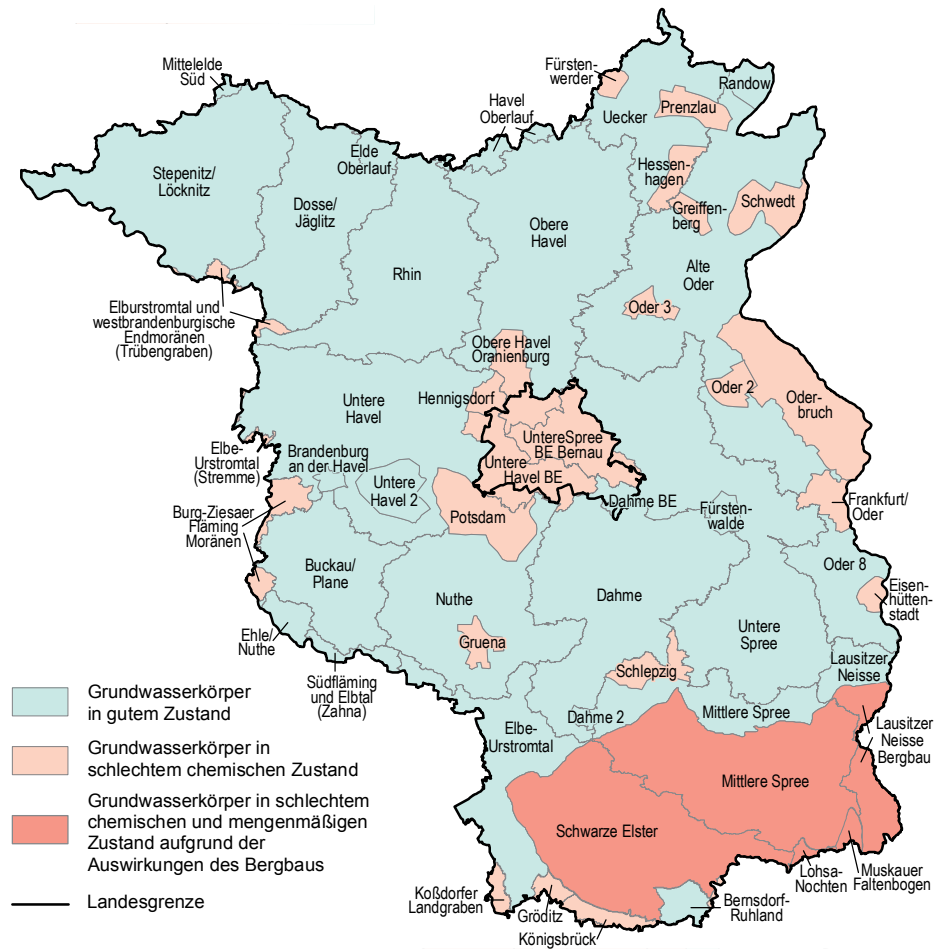 Mittelelde
Süd
Fürsten-
werder
Randow
Havel
Oberlauf
Prenzlau
Uecker
Elde
Oberlauf
Stepenitz/
Löcknitz
Hessen-
hagen
Dosse/
Jäglitz
Greiffen-
berg
Schwedt
Obere
Havel
Rhin
Alte
Oder
Elburstromtal und
westbrandenburgische
Endmoränen
(Trübengraben)
Oder 3
Obere Havel
Oranienburg
Oder 2
Oder-
bruch
Untere
Havel
Hennigsdorf
UntereSpree
BE Bernau
Elbe-
Urstromtal
(Stremme)
Brandenburg
an der Havel
Untere
Havel BE
Untere
Havel 2
Dahme BE
Fürsten-
walde
Frankfurt/
Oder
Burg-Ziesaer
Fläming
Moränen
Potsdam
Buckau/
Plane
Oder 8
Nuthe
Dahme
Eisen-
hütten-
stadt
Ehle/
Nuthe
Gruena
Untere
Spree
Südfläming
und Elbtal
(Zahna)
Schlepzig
Lausitzer
Neisse
Dahme 2
Mittlere Spree
Elbe-
Urstromtal
Lausitzer
Neisse
Bergbau
Mittlere Spree
Schwarze Elster
Koßdorfer
Landgraben
Gröditz
Königsbrück
Bernsdorf-
Ruhland
Lohsa-
Nochten
Muskauer
Faltenbogen
Grundwasserkörper
in gutem Zustand
Grundwasserkörper in
schlechtem chemischen Zustand
Grundwasserkörper in schlechtem
chemischen und mengenmäßigen
Zustand aufgrund der
Auswirkungen des Bergbaus
Landesgrenze